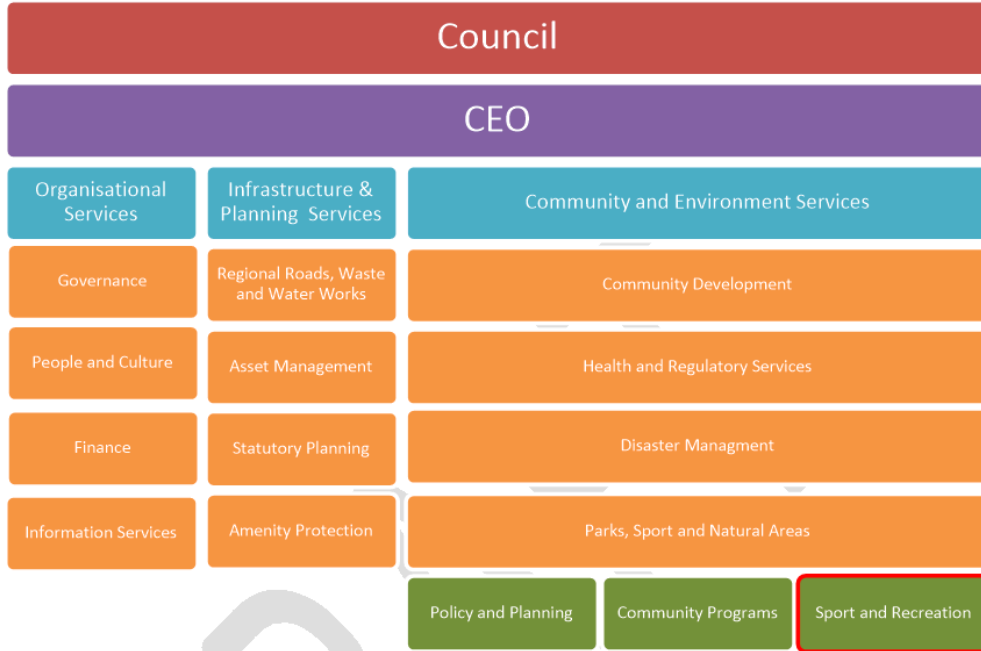 Council
CEO
Organisational
Services
Infrastructure &
Planning Services
Community and Environment Services
Governance
Regional Roads, Waste
and Water Works
Community Development
People and Culture
Asset Management
Health and Regulatory Services
Finance
Statutory Planning
Disaster Managment
Information Services
Amenity Protection
Parks, Sport and Natural Areas
Policy and Planning
Community Programs
Sport and Recreation